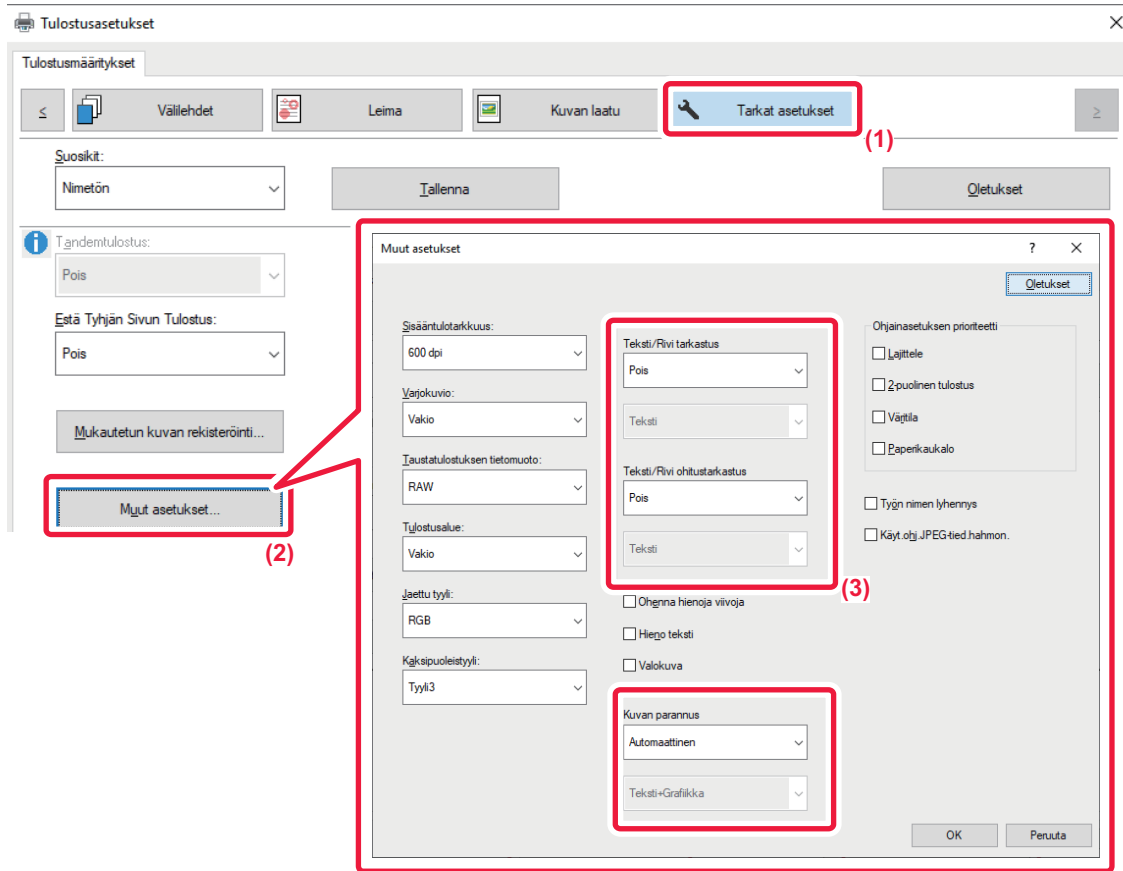 Tulostusasetukset
Tulostusmääritykset
<
Välilehdet
Leima
Kuvan laatu
Tarkat asetukset
>
(1)
Suosikit:
Nimetön
Tallenna
Oletukset
Tandemtulostus:
Pois
Estä Tyhjän Sivun Tulostus:
Pois
Mukautetun kuvan rekisteröinti...
Muut asetukset...
(2)
Muut asetukset
?
Oletukset
Sisääntulotarkkuus:
600 dpi
Varjokuvio:
Vakio
Taustatulostuksen tietomuoto:
RAW
Tulostusalue:
Vakio
Jaettu tyyli:
RGB
Kaksipuoleistyyli:
Tyyli3
Teksti/Rivi tarkastus
Pois
Teksti
Teksti/Rivi ohitustarkastus
Pois
Teksti
(3)
Ohenna hienoja viivoja
Hieno teksti
Valokuva
Kuvan parannus
Automaattinen
Teksti+Grafiikka
Ohjainasetuksen prioriteetti
Lajittele
2-puolinen tulostus
Väritila
Paperikaukalo
Työn nimen lyhennys
Käyt.ohj.JPEG-tied.hahmon.
OK
Peruuta